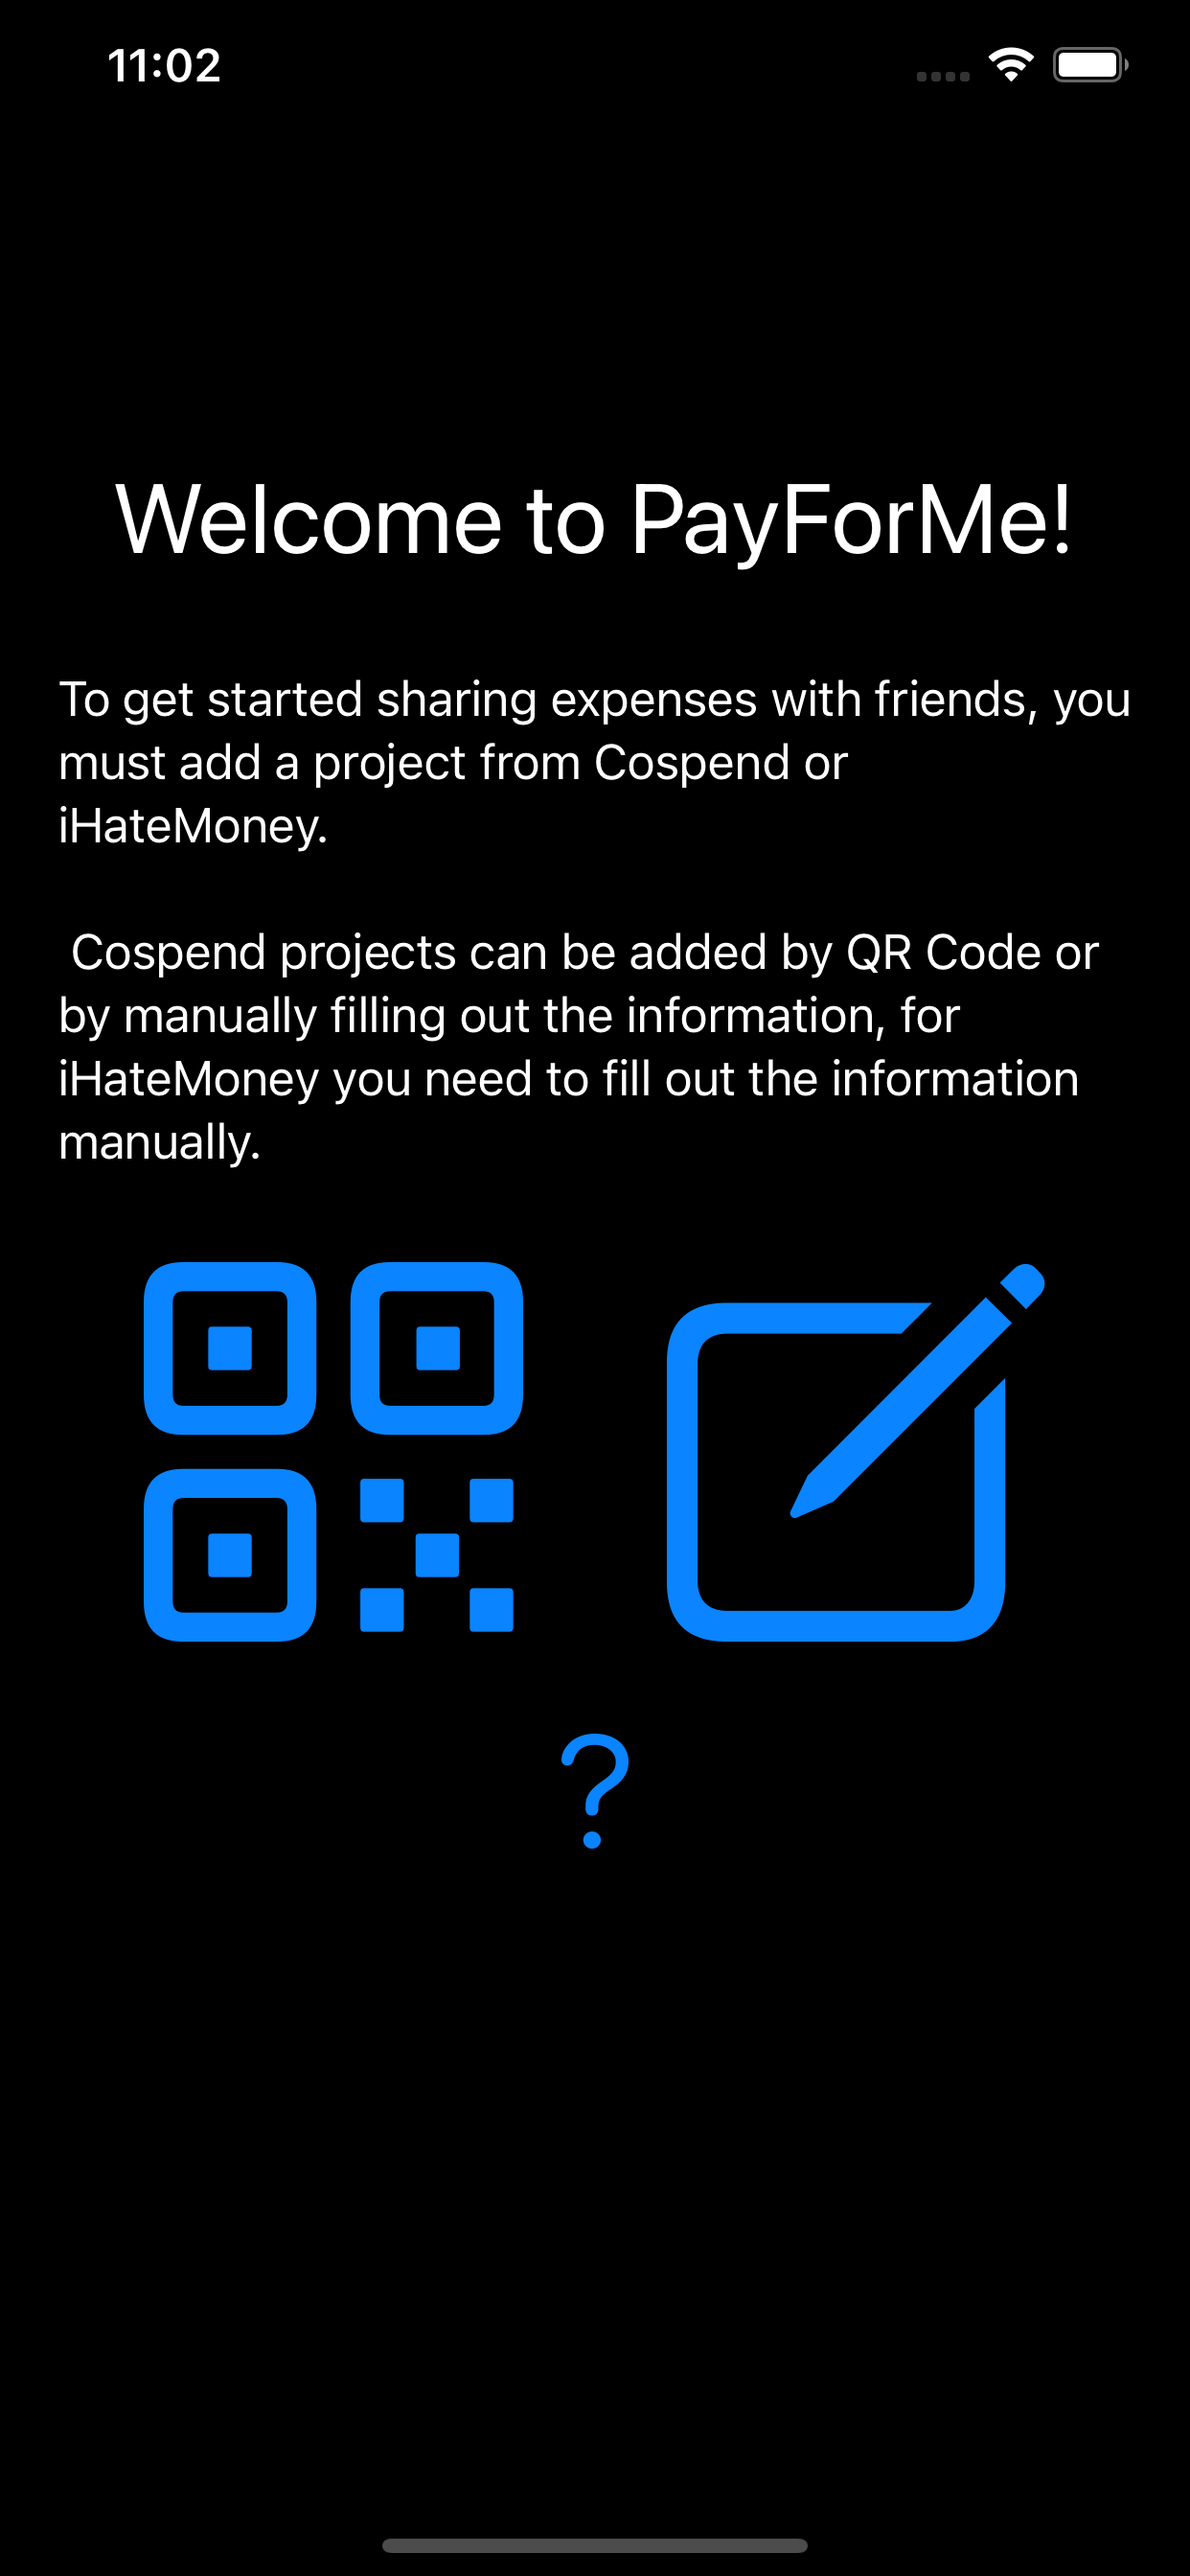 11:02
Welcome to PayForMe!
To get started sharing expenses with friends, you
must add a project from Cospend or
iHateMoney.
Cospend projects can be added by QR Code or
by manually filling out the information, for
iHateMoney you need to fill out the information
manually.
?